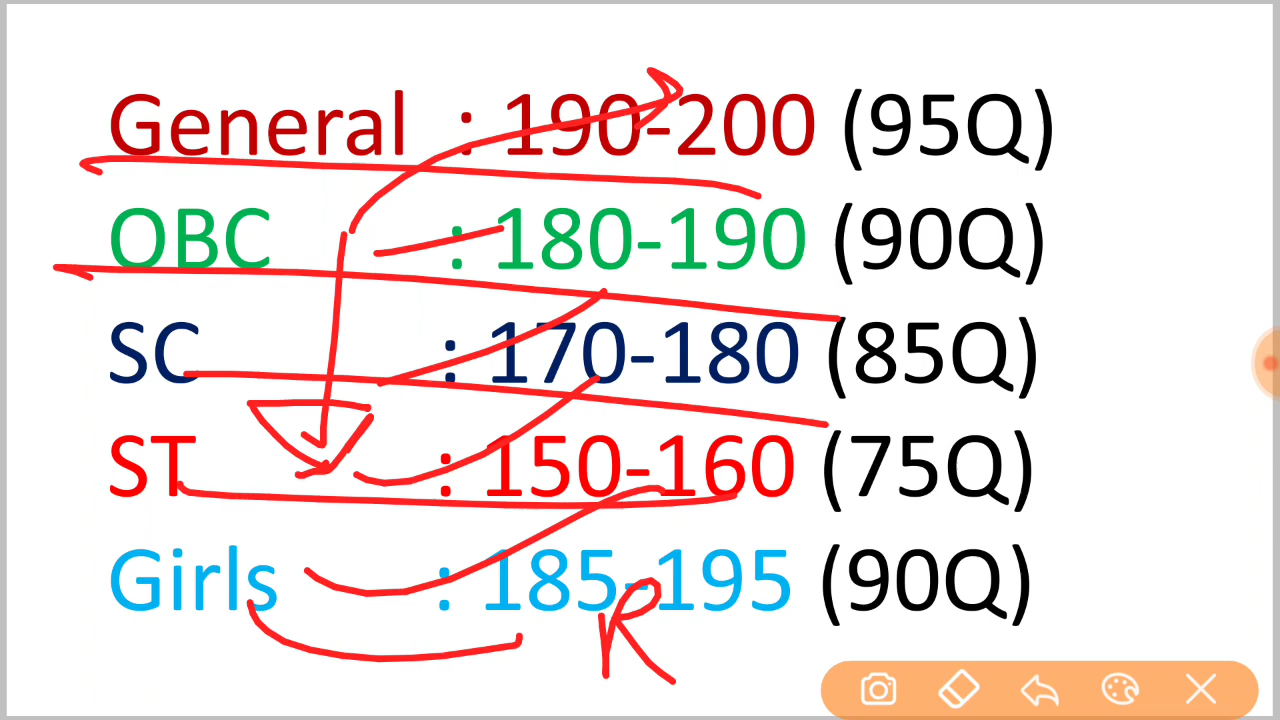 General : 190-200 (95Q)
OBC : 180-190 (90Q)
SC : 170-180 (85Q)
ST : 150-160 (75Q)
Girls : 185-195 (90Q)
R